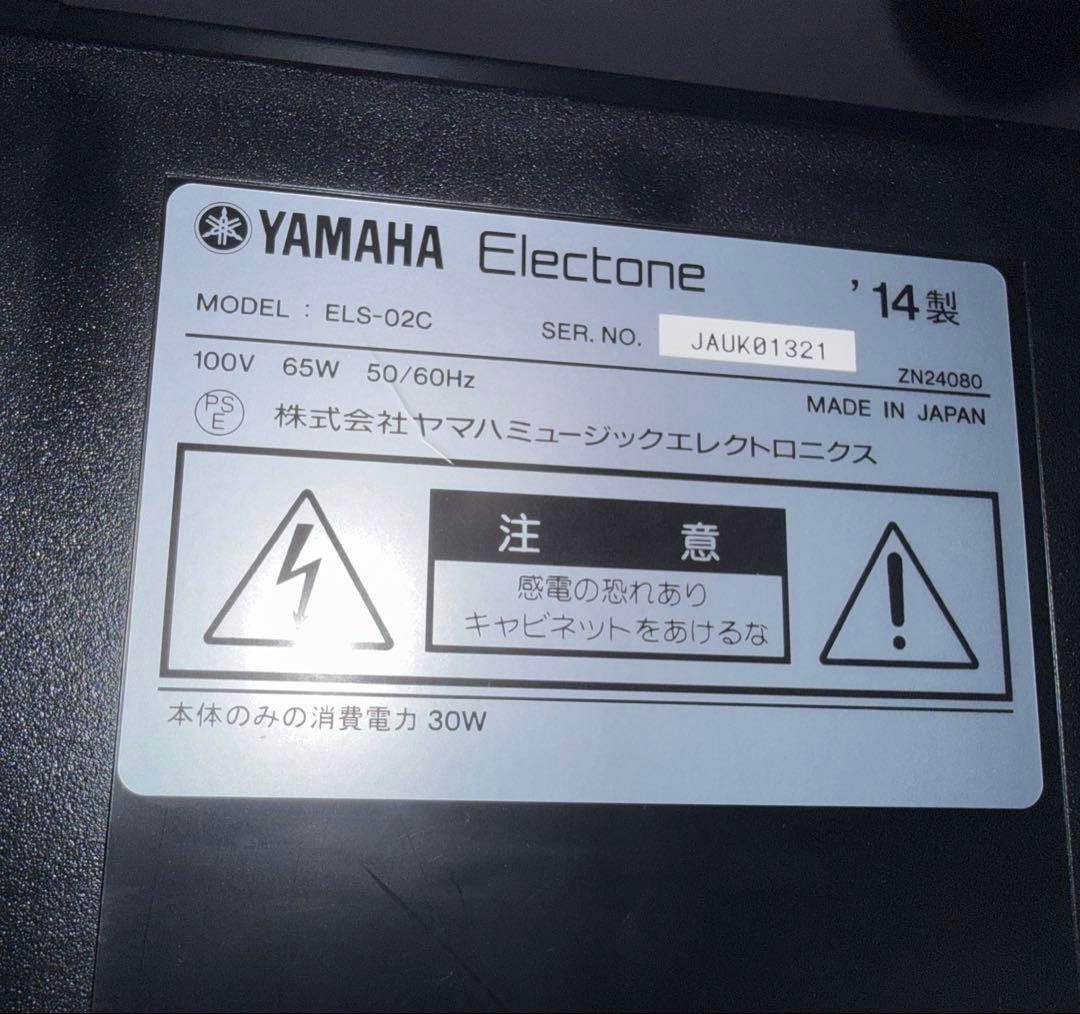 YAMAHA Electone '14製
MODEL : ELS-02C SER. NO. JAUK01321
100V 65W 50/60Hz ZN24080
MADE IN JAPAN
PSE 株式会社ヤマハミュージックエレクトロニクス
注意
感電の恐れあり
キャビネットをあけるな
本体のみの消費電力 30W